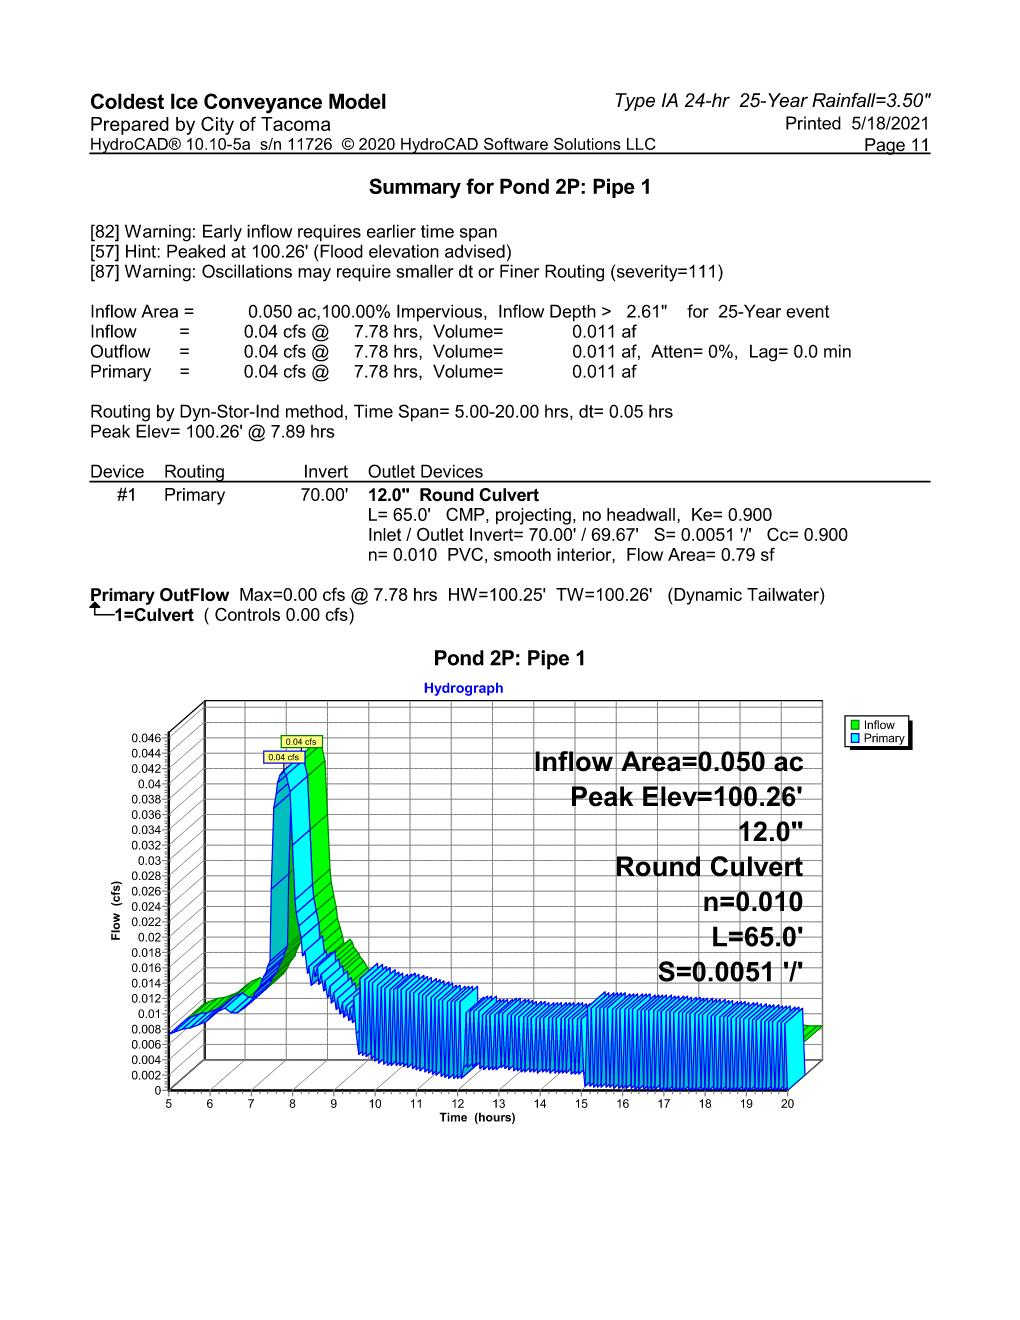 Coldest Ice Conveyance Model
Type IA 24-hr 25-Year Rainfall=3.50"
Prepared by City of Tacoma
Printed 5/18/2021
HydroCAD® 10.10-5a s/n 11726 © 2020 HydroCAD Software Solutions LLC
Page 11
Summary for Pond 2P: Pipe 1
[82] Warning: Early inflow requires earlier time span
[57] Hint: Peaked at 100.26' (Flood elevation advised)
[87] Warning: Oscillations may require smaller dt or Finer Routing (severity=111)
Inflow Area = 0.050 ac,100.00% Impervious, Inflow Depth > 2.61" for 25-Year event
Inflow = 0.04 cfs @ 7.78 hrs, Volume= 0.011 af
Outflow = 0.04 cfs @ 7.78 hrs, Volume= 0.011 af, Atten= 0%, Lag= 0.0 min
Primary = 0.04 cfs @ 7.78 hrs, Volume= 0.011 af
Routing by Dyn-Stor-Ind method, Time Span= 5.00-20.00 hrs, dt= 0.05 hrs
Peak Elev= 100.26' @ 7.89 hrs
Device Routing Invert Outlet Devices
#1 Primary 70.00' 12.0" Round Culvert
L= 65.0' CMP, projecting, no headwall, Ke= 0.900
Inlet / Outlet Invert= 70.00' / 69.67' S= 0.0051 '/' Cc= 0.900
n= 0.010 PVC, smooth interior, Flow Area= 0.79 sf
Primary OutFlow Max=0.00 cfs @ 7.78 hrs HW=100.25' TW=100.26' (Dynamic Tailwater)
1=Culvert ( Controls 0.00 cfs)
Pond 2P: Pipe 1
Hydrograph
Inflow
Primary
0.04 cfs
0.04 cfs
Inflow Area=0.050 ac
Peak Elev=100.26'
12.0"
Round Culvert
n=0.010
L=65.0'
S=0.0051 '/'
0.046
0.044
0.042
0.04
0.038
0.036
0.034
0.032
0.03
0.028
0.026
0.024
0.022
0.02
0.018
0.016
0.014
0.012
0.01
0.008
0.006
0.004
0.002
0
Flow (cfs)
5 6 7 8 9 10 11 12 13 14 15 16 17 18 19 20
Time (hours)